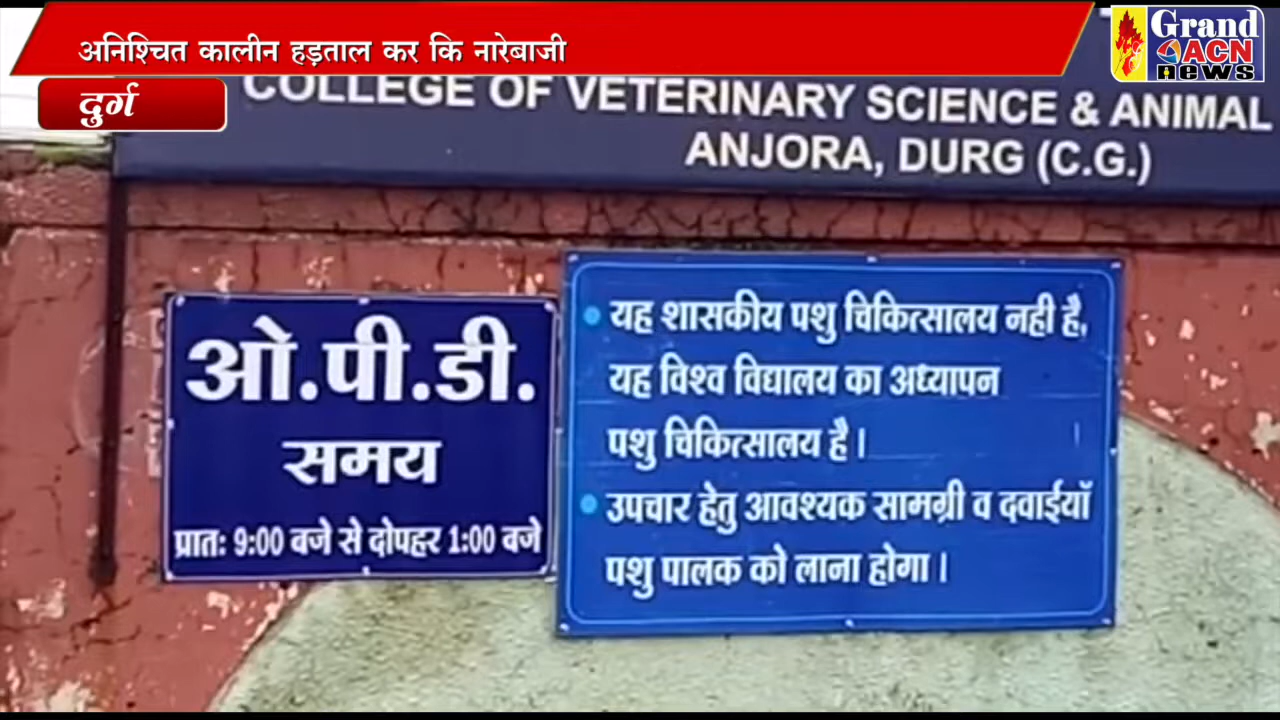 अनिश्चित कालीन हड़ताल कर कि नारेबाजी
Grand
ACN
news
दुर्ग
COLLEGE OF VETERINARY SCIENCE & ANIMAL
ANJORA, DURG (C.G.)
ओ.पी.डी.
समय
प्रातः 9:00 बजे से दोपहर 1:00 बजे
यह शासकीय पशु चिकित्सालय नही है,
यह विश्व विद्यालय का अध्यापन
पशु चिकित्सालय है।
उपचार हेतु आवश्यक सामग्री व दवाईयॉ
पशु पालक को लाना होगा।